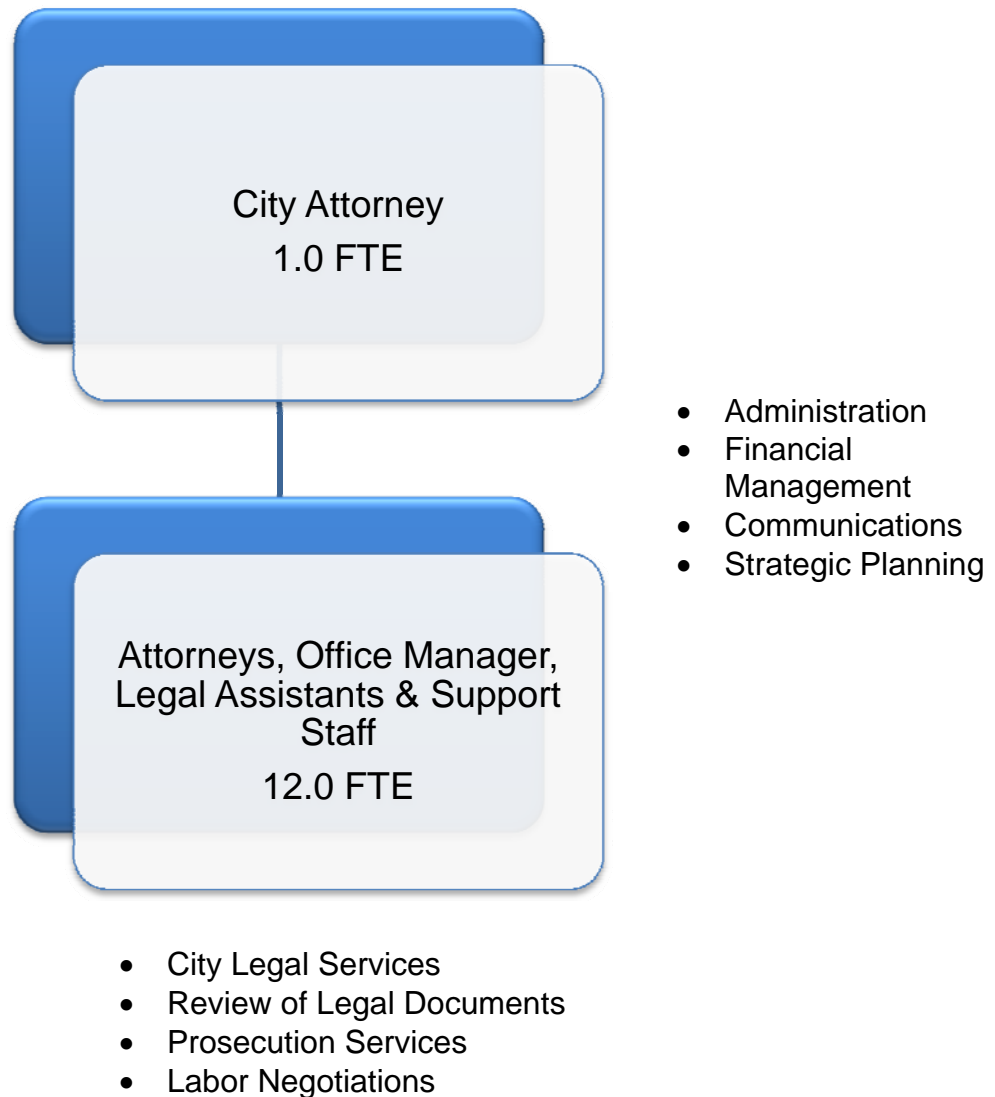 City Attorney
1.0 FTE
• Administration
• Financial
Management
• Communications
• Strategic Planning
Attorneys, Office Manager,
Legal Assistants & Support
Staff
12.0 FTE
• City Legal Services
• Review of Legal Documents
• Prosecution Services
• Labor Negotiations